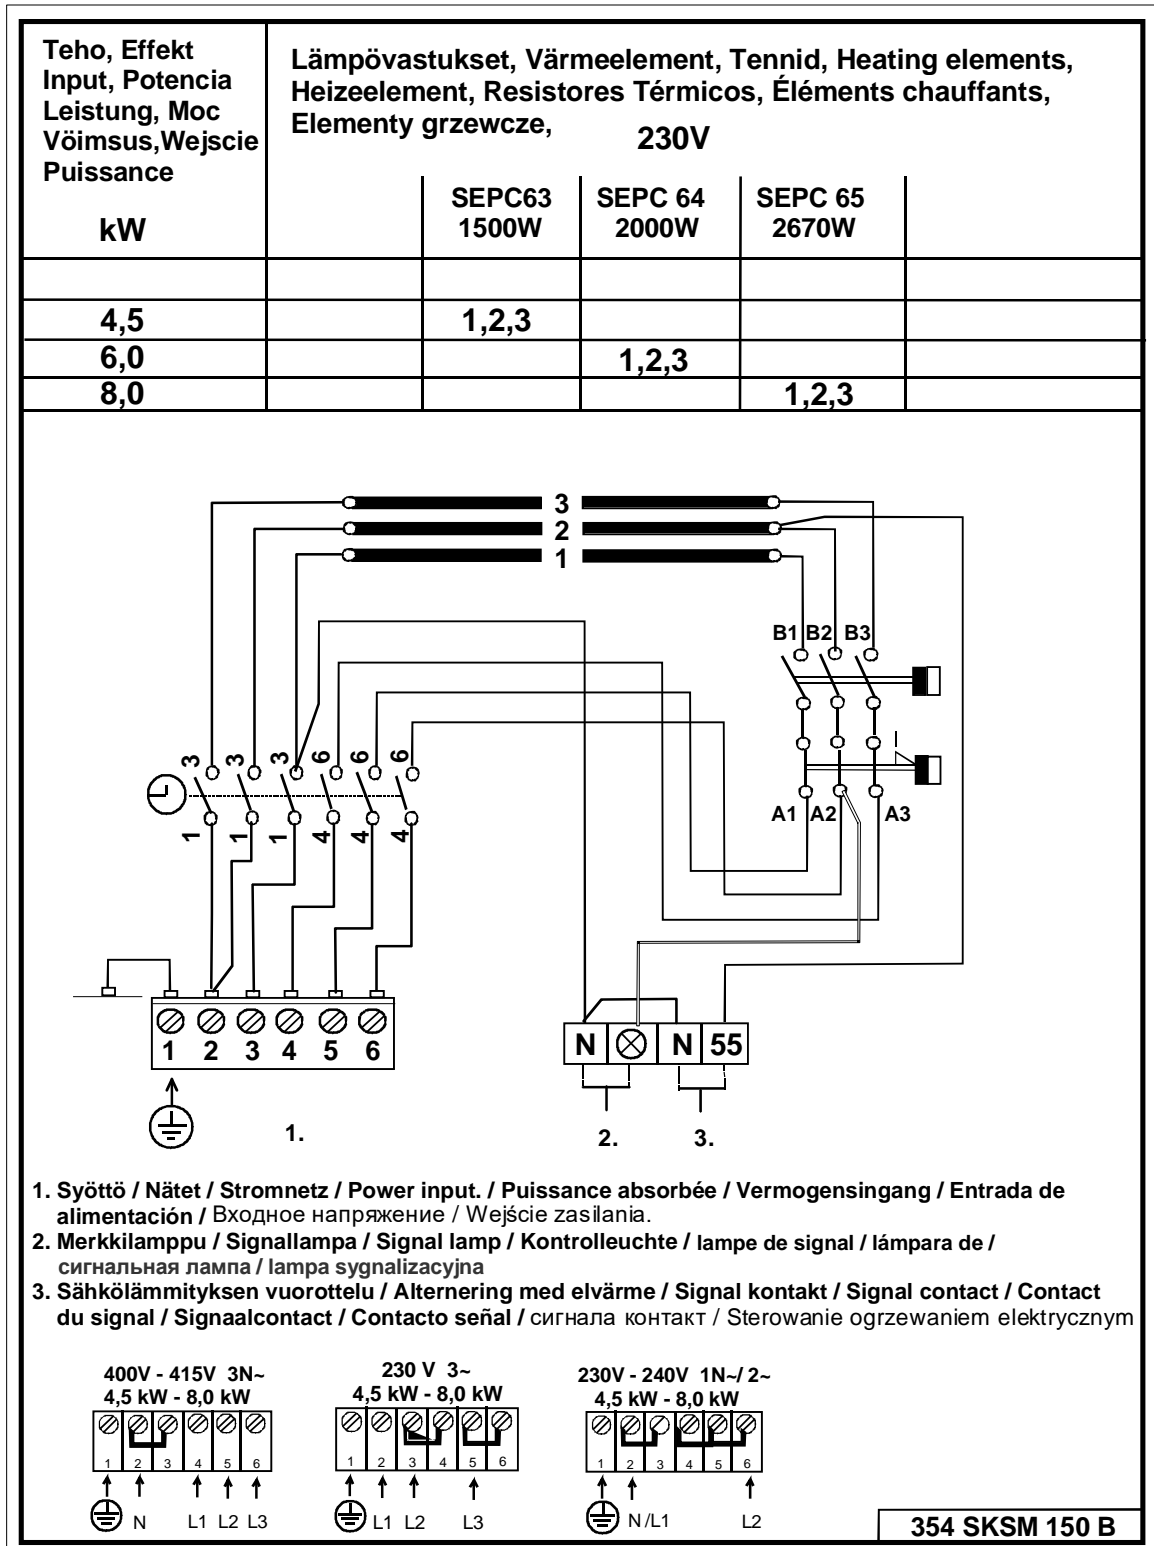 Teho, Effekt
Input, Potencia
Leistung, Moc
Vöimsus,Wejscie
Puissance
kW
Lämpövastukset, Värmeelement, Tennid, Heating elements,
Heizeelement, Resistores Térmicos, Éléments chauffants,
Elementy grzewcze, 230V
SEPC63 SEPC 64 SEPC 65
1500W 2000W 2670W
4,5 1,2,3
6,0 1,2,3
8,0 1,2,3
3
2
1
B1 B2 B3
3 3 3 6 6 6
1 1 1 4 4 4
A1 A2 A3
1 2 3 4 5 6
N N 55
1. 2. 3.
1. Syöttö / Nätet / Stromnetz / Power input. / Puissance absorbée / Vermogensingang / Entrada de
alimentación / Входное напряжение / Wejście zasilania.
2. Merkkilamppu / Signallampa / Signal lamp / Kontrolleuchte / lampe de signal / lámpara de /
сигнальная лампа / lampa sygnalizacyjna
3. Sähkölämmityksen vuorottelu / Alternering med elvärme / Signal kontakt / Signal contact / Contact
du signal / Signaalcontact / Contacto señal / сигнала контакт / Sterowanie ogrzewaniem elektrycznym
400V - 415V 3N~
4,5 kW - 8,0 kW
1 2 3 4 5 6
N L1 L2 L3
230 V 3~
4,5 kW - 8,0 kW
1 2 3 4 5 6
L1 L2 L3
230V - 240V 1N~/ 2~
4,5 kW - 8,0 kW
1 2 3 4 5 6
N /L1 L2
354 SKSM 150 B